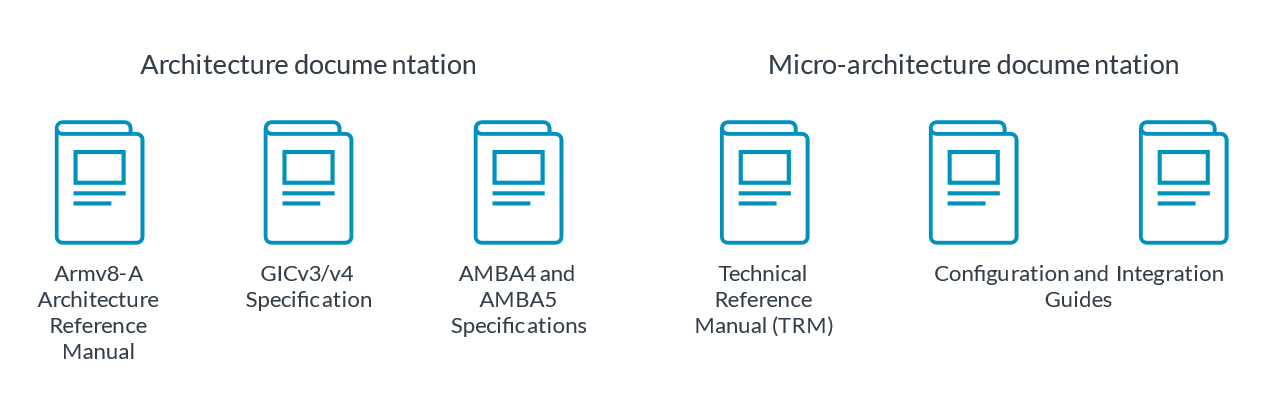 Architecture documentation
Micro-architecture documentation
Armv8-A
Architecture
Reference
Manual
GICv3/v4
Specification
AMBA4 and
AMBA5
Specifications
Technical
Reference
Manual (TRM)
Configuration and Integration
Guides